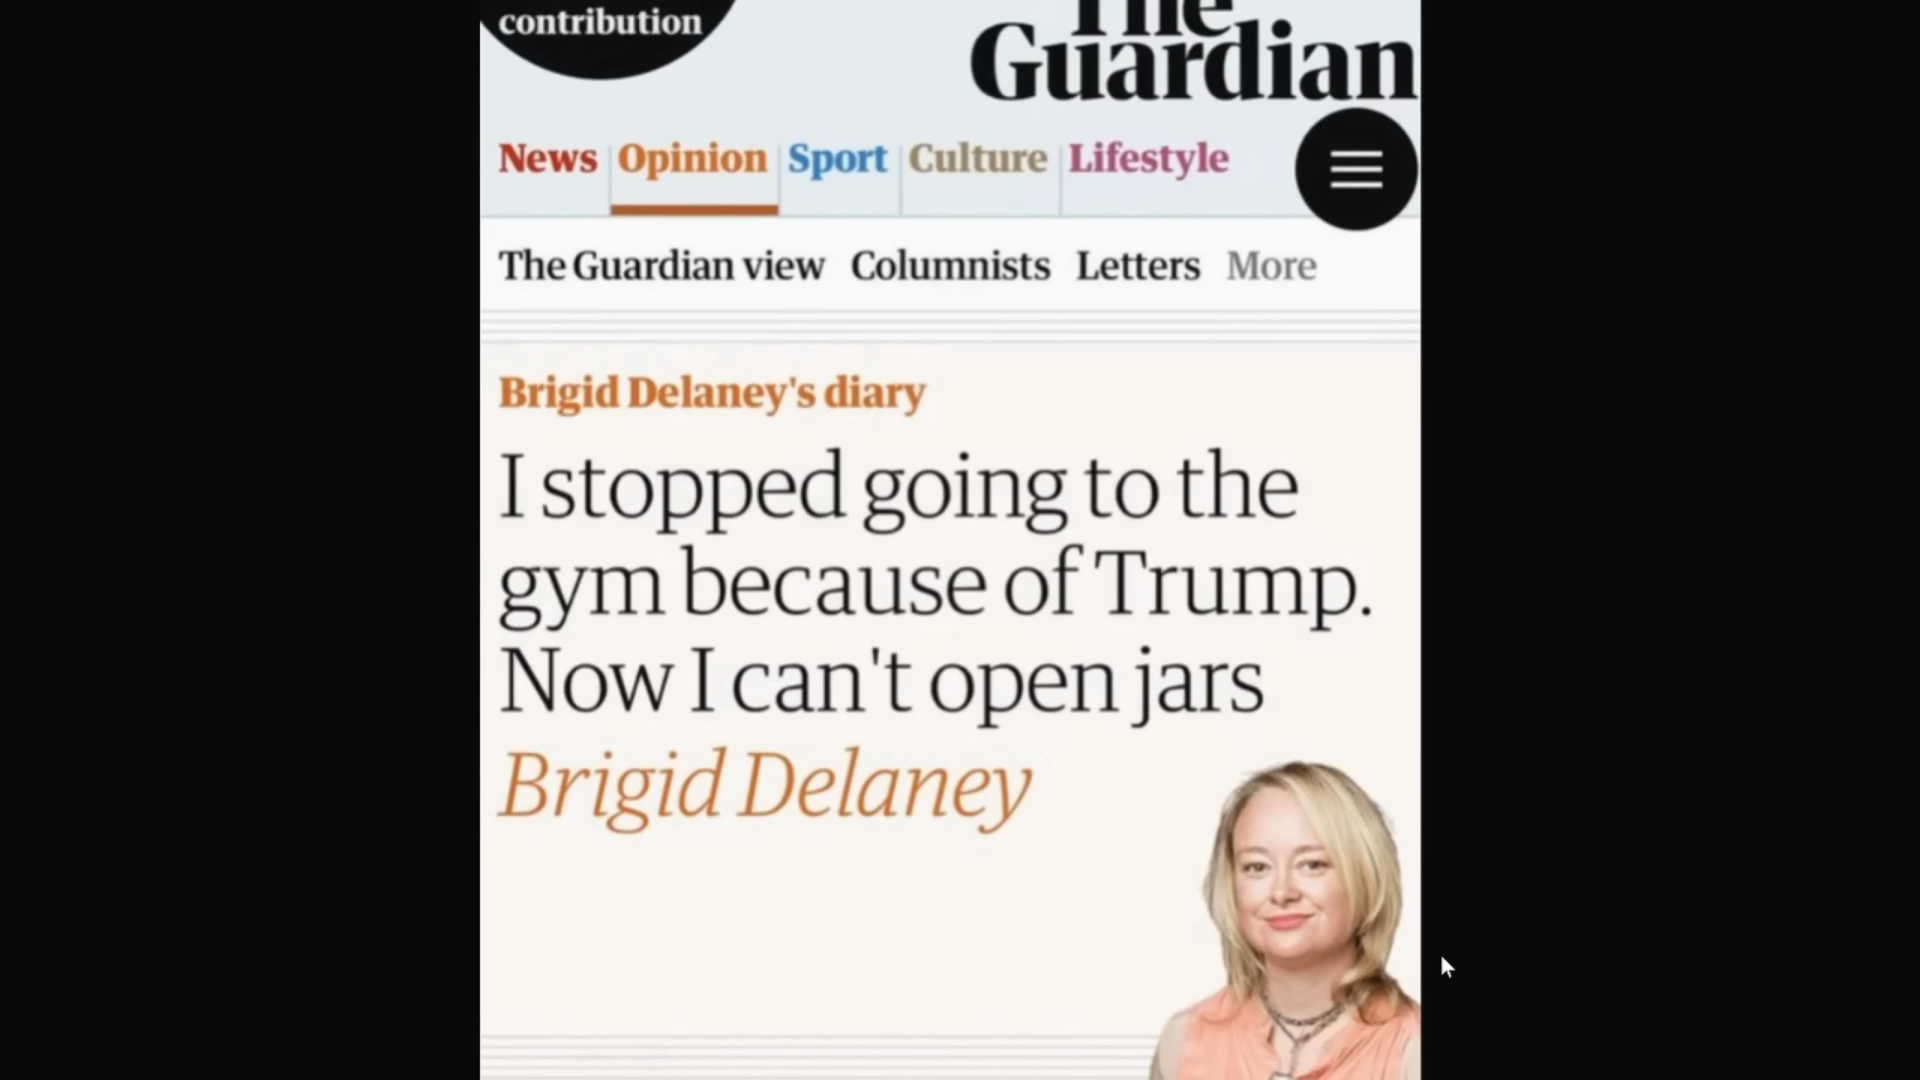 contribution
The
Guardian
News Opinion Sport Culture Lifestyle
The Guardian view Columnists Letters More
Brigid Delaney's diary
I stopped going to the
gym because of Trump.
Now I can't open jars
Brigid Delaney